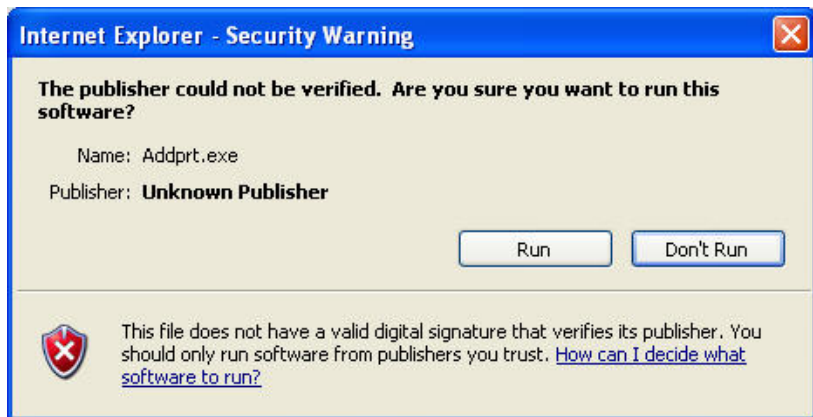 Internet Explorer - Security Warning
The publisher could not be verified.  Are you sure you want to run this
software?
Name: Addprt.exe
Publisher: Unknown Publisher
Run Don't Run
This file does not have a valid digital signature that verifies its publisher. You
should only run software from publishers you trust. How can I decide what
software to run?